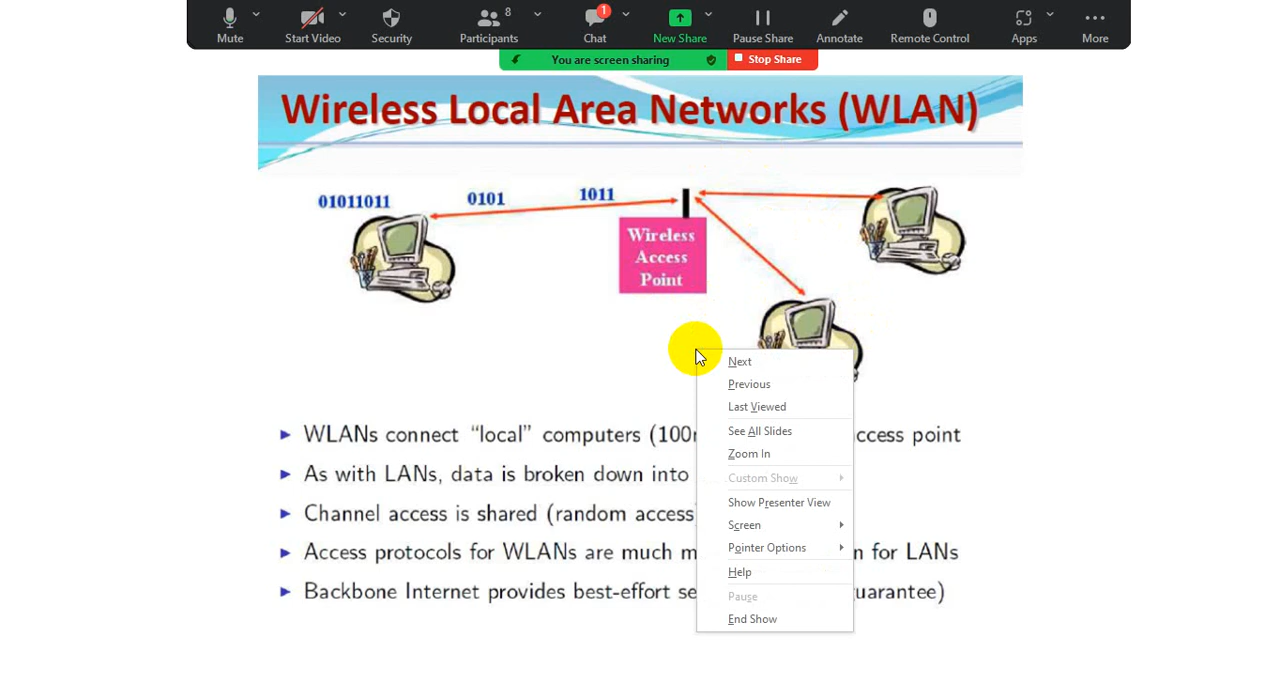 Mute
Start Video
Security
Participants 8
Chat 1
New Share
Pause Share
Annotate
Remote Control
Apps
More
You are screen sharing
Stop Share
Wireless Local Area Networks (WLAN)
01011011
0101
1011
Wireless
Access
Point
Next
Previous
Last Viewed
See All Slides
Zoom In
Custom Show
Show Presenter View
Screen
Pointer Options
Help
Pause
End Show
WLANs connect "local" computers access point
As with LANs, data is broken down into
Channel access is shared (random access)
Access protocols for WLANs are much for LANs
Backbone Internet provides best-effort